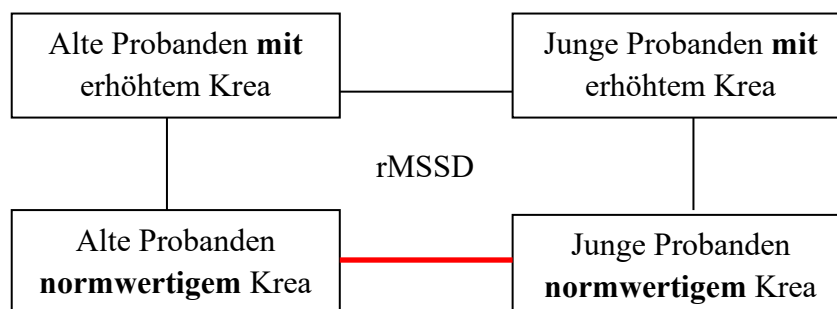 Alte Probanden mit
erhöhtem Krea
Junge Probanden mit
erhöhtem Krea
rMSSD
Alte Probanden
normwertigem Krea
Junge Probanden
normwertigem Krea